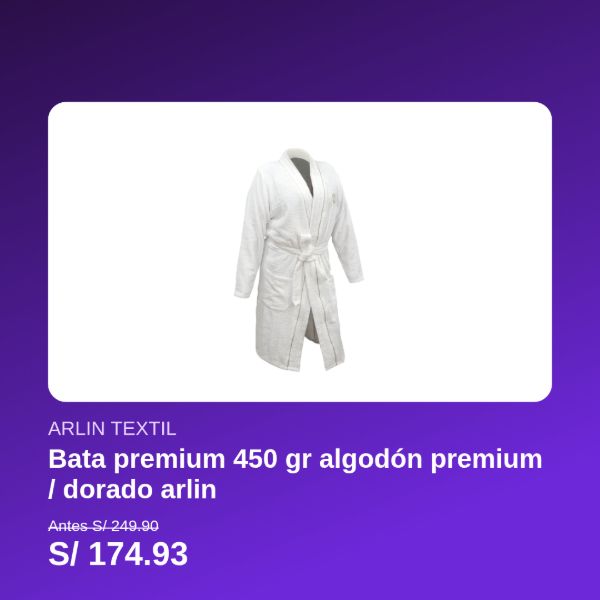 ARLIN TEXTIL
Bata premium 450 gr algodón premium
/ dorado arlin
Antes S/ 249.90
S/ 174.93